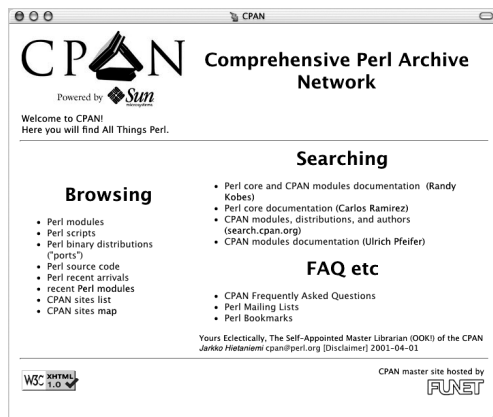 CPAN
CPAN
Comprehensive Perl Archive
Network
Powered by Sun
microsystems
Welcome to CPAN!
Here you will find All Things Perl.
Browsing
Perl modules
Perl scripts
Perl binary distributions
("ports")
Perl source code
Perl recent arrivals
recent Perl modules
CPAN sites list
CPAN sites map
Searching
Perl core and CPAN modules documentation (Randy
Kobes)
Perl core documentation (Carlos Ramirez)
CPAN modules, distributions, and authors
(search.cpan.org)
CPAN modules documentation (Ulrich Pfeifer)
FAQ etc
CPAN Frequently Asked Questions
Perl Mailing Lists
Perl Bookmarks
Yours Eclectically, The Self-Appointed Master Librarian (OOK!) of the CPAN
Jarkko Hietaniemi cpan@perl.org [Disclaimer] 2001-04-01
W3C XHTML
1.0
CPAN master site hosted by
FUNET